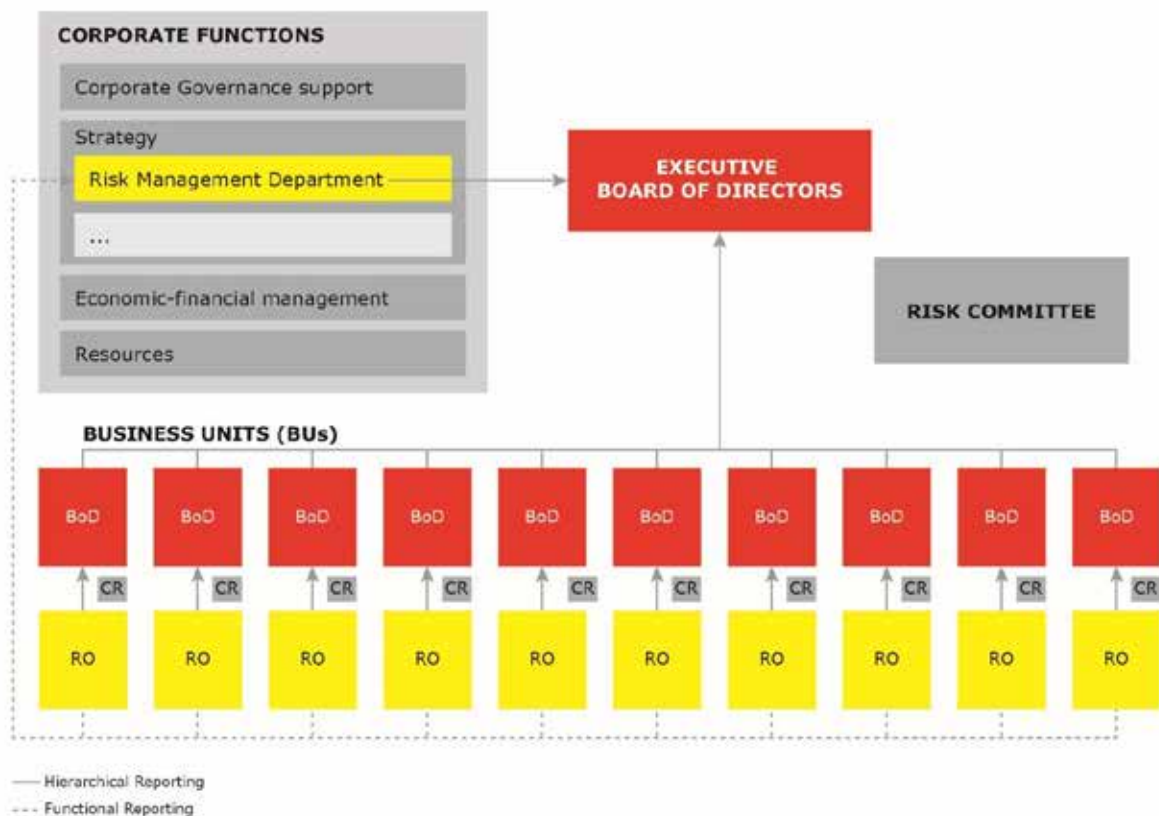 CORPORATE FUNCTIONS
Corporate Governance support
Strategy
Risk Management Department
...
Economic-financial management
Resources
EXECUTIVE
BOARD OF DIRECTORS
RISK COMMITTEE
BUSINESS UNITS (BUs)
BoD BoD BoD BoD BoD BoD BoD BoD BoD BoD
CR CR CR CR CR CR CR CR CR CR
RO RO RO RO RO RO RO RO RO RO
Hierarchical Reporting
Functional Reporting